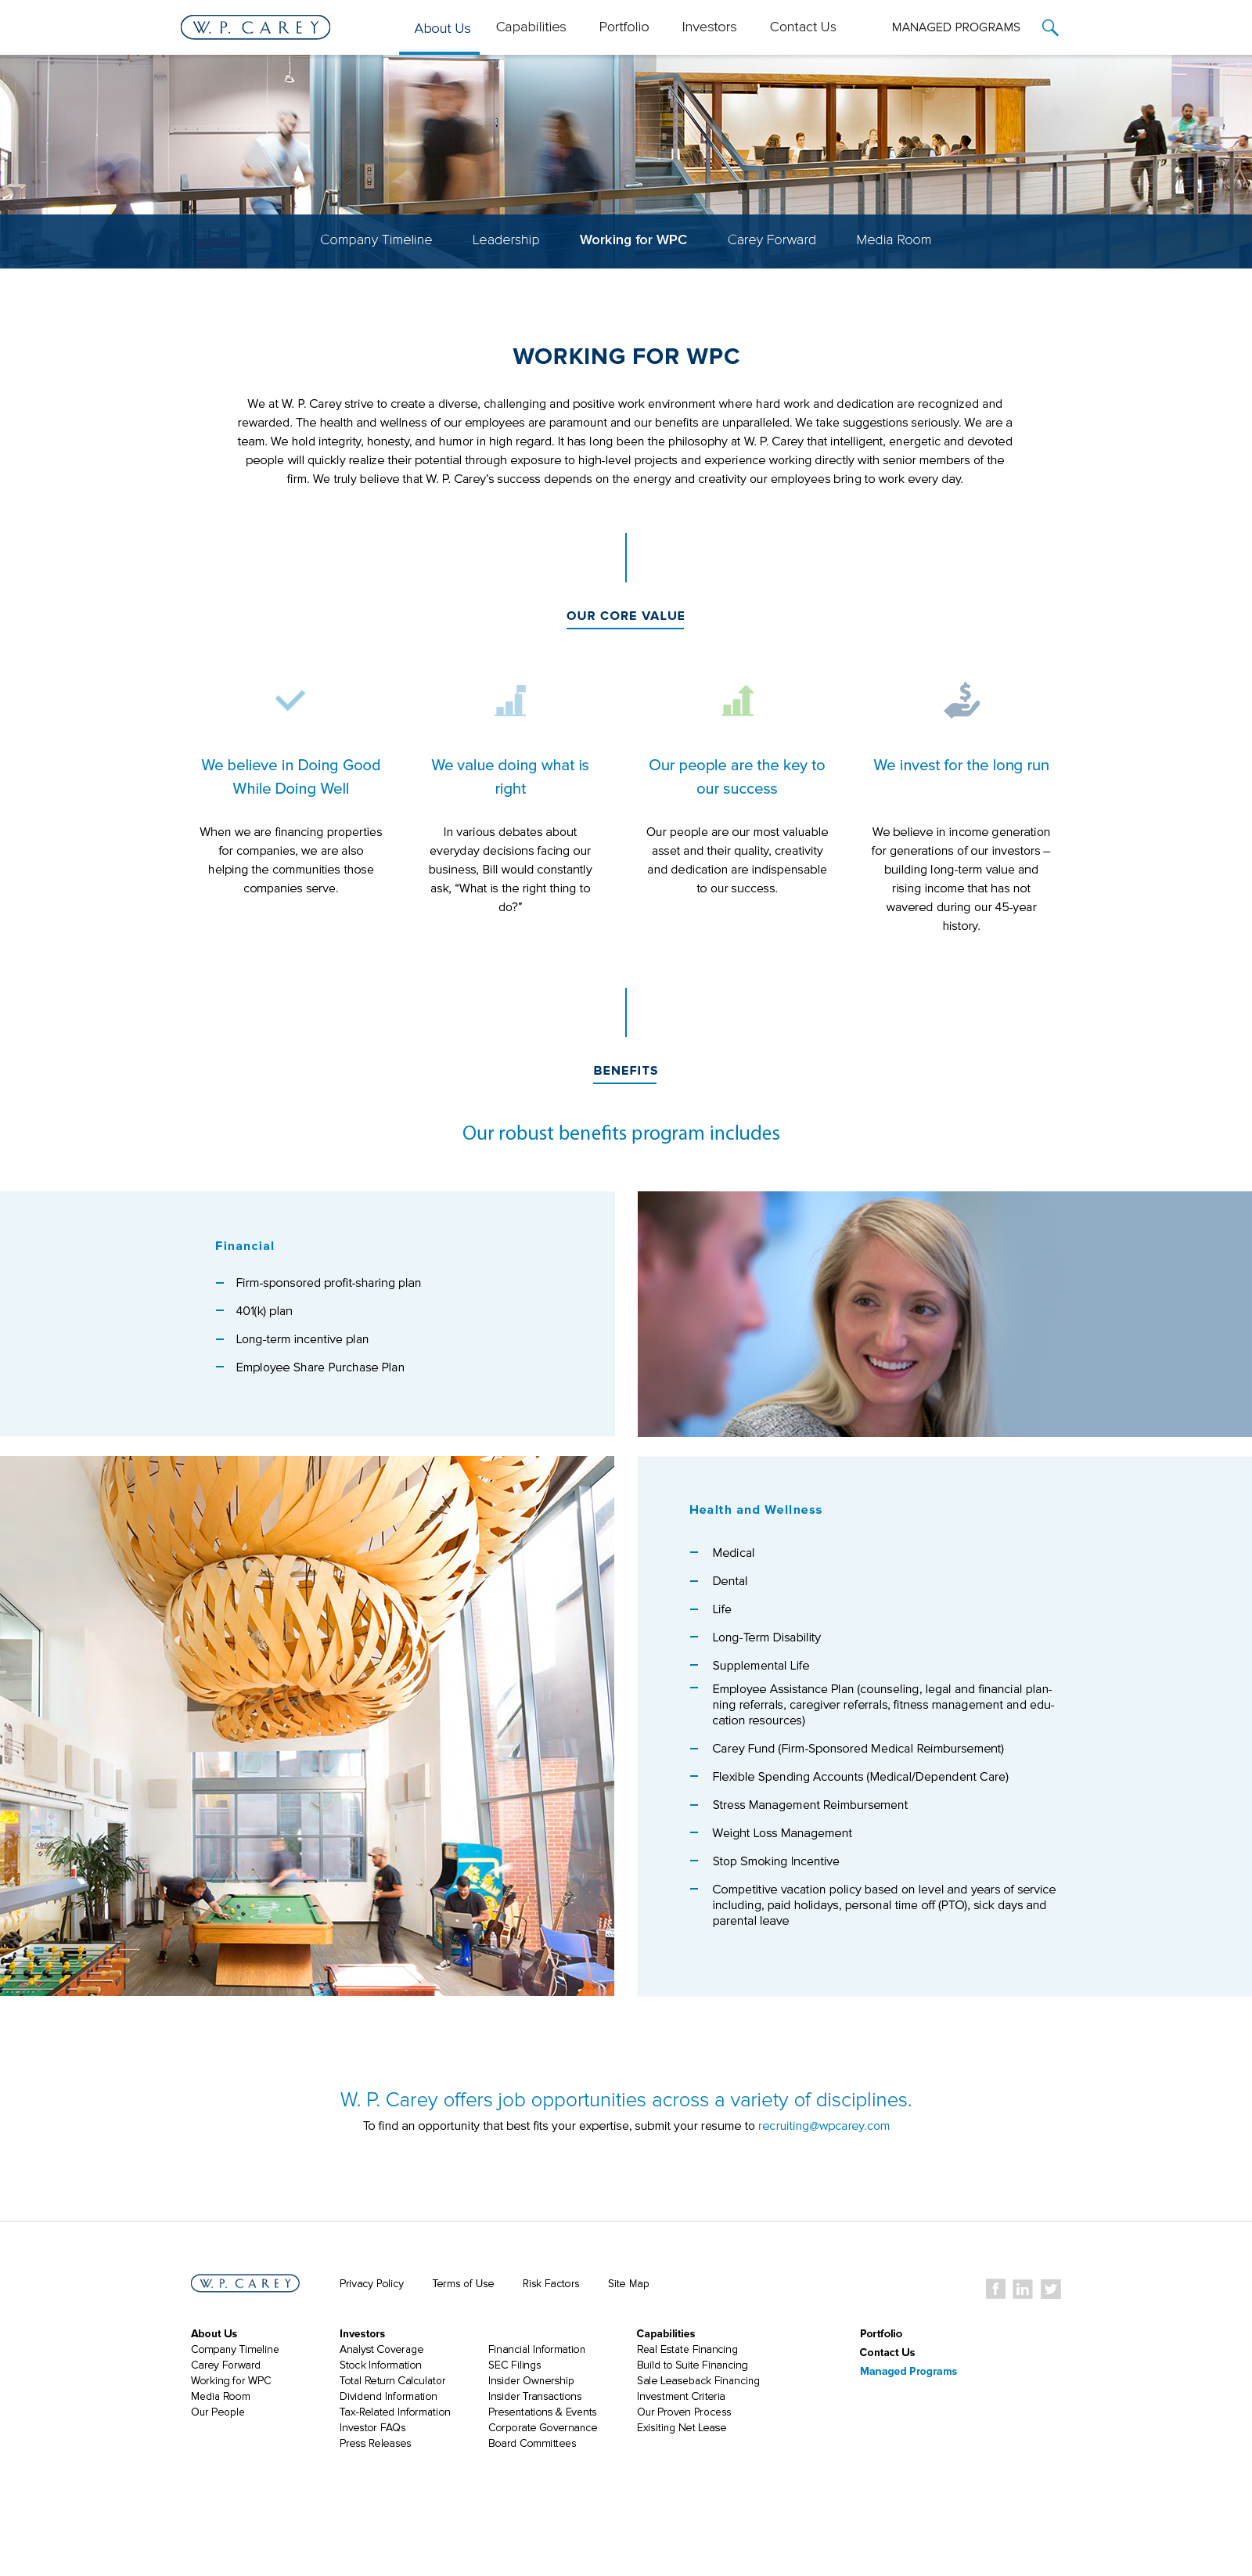 W. P. CAREY
About Us
Capabilities
Portfolio
Investors
Contact Us
MANAGED PROGRAMS
Company Timeline
Leadership
Working for WPC
Carey Forward
Media Room
WORKING FOR WPC
We at W. P. Carey strive to create a diverse, challenging and positive work environment where hard work and dedication are recognized and
rewarded. The health and wellness of our employees are paramount and our benefits are unparalleled. We take suggestions seriously. We are a
team. We hold integrity, honesty, and humor in high regard. It has long been the philosophy at W. P. Carey that intelligent, energetic and devoted
people will quickly realize their potential through exposure to high-level projects and experience working directly with senior members of the
firm. We truly believe that W. P. Carey’s success depends on the energy and creativity our employees bring to work every day.
OUR CORE VALUE
We believe in Doing Good
While Doing Well
When we are financing properties
for companies, we are also
helping the communities those
companies serve.
We value doing what is
right
In various debates about
everyday decisions facing our
business, Bill would constantly
ask, “What is the right thing to
do?”
Our people are the key to
our success
Our people are our most valuable
asset and their quality, creativity
and dedication are indispensable
to our success.
We invest for the long run
We believe in income generation
for generations of our investors –
building long-term value and
rising income that has not
wavered during our 45-year
history.
BENEFITS
Our robust benefits program includes
Financial
Firm-sponsored profit-sharing plan
401(k) plan
Long-term incentive plan
Employee Share Purchase Plan
Health and Wellness
Medical
Dental
Life
Long-Term Disability
Supplemental Life
Employee Assistance Plan (counseling, legal and financial plan-
ning referrals, caregiver referrals, fitness management and edu-
cation resources)
Carey Fund (Firm-Sponsored Medical Reimbursement)
Flexible Spending Accounts (Medical/Dependent Care)
Stress Management Reimbursement
Weight Loss Management
Stop Smoking Incentive
Competitive vacation policy based on level and years of service
including, paid holidays, personal time off (PTO), sick days and
parental leave
W. P. Carey offers job opportunities across a variety of disciplines.
To find an opportunity that best fits your expertise, submit your resume to recruiting@wpcarey.com
W. P. CAREY
Privacy Policy
Terms of Use
Risk Factors
Site Map
About Us
Company Timeline
Carey Forward
Working for WPC
Media Room
Our People
Investors
Analyst Coverage
Stock Information
Total Return Calculator
Dividend Information
Tax-Related Information
Investor FAQs
Press Releases
Financial Information
SEC Filings
Insider Ownership
Insider Transactions
Presentations & Events
Corporate Governance
Board Committees
Capabilities
Real Estate Financing
Build to Suite Financing
Sale Leaseback Financing
Investment Criteria
Our Proven Process
Exisiting Net Lease
Portfolio
Contact Us
Managed Programs